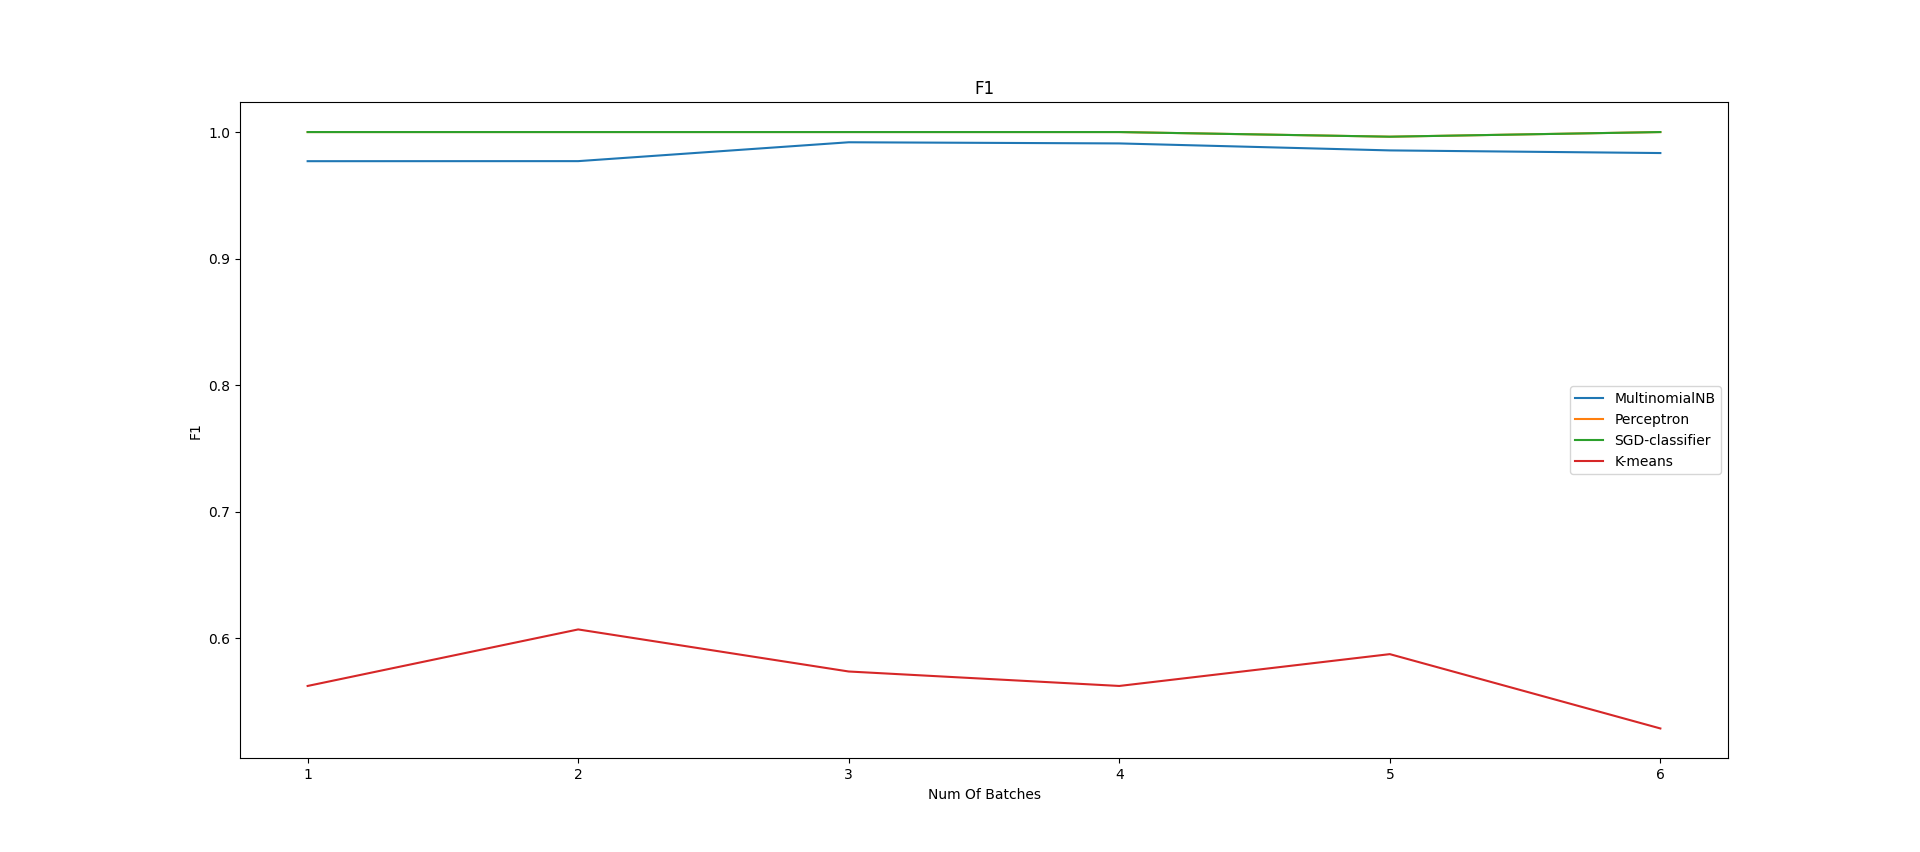 F1
1.0
0.9
0.8
0.7
0.6
F1
MultinomialNB
Perceptron
SGD-classifier
K-means
1 2 3 4 5 6
Num Of Batches